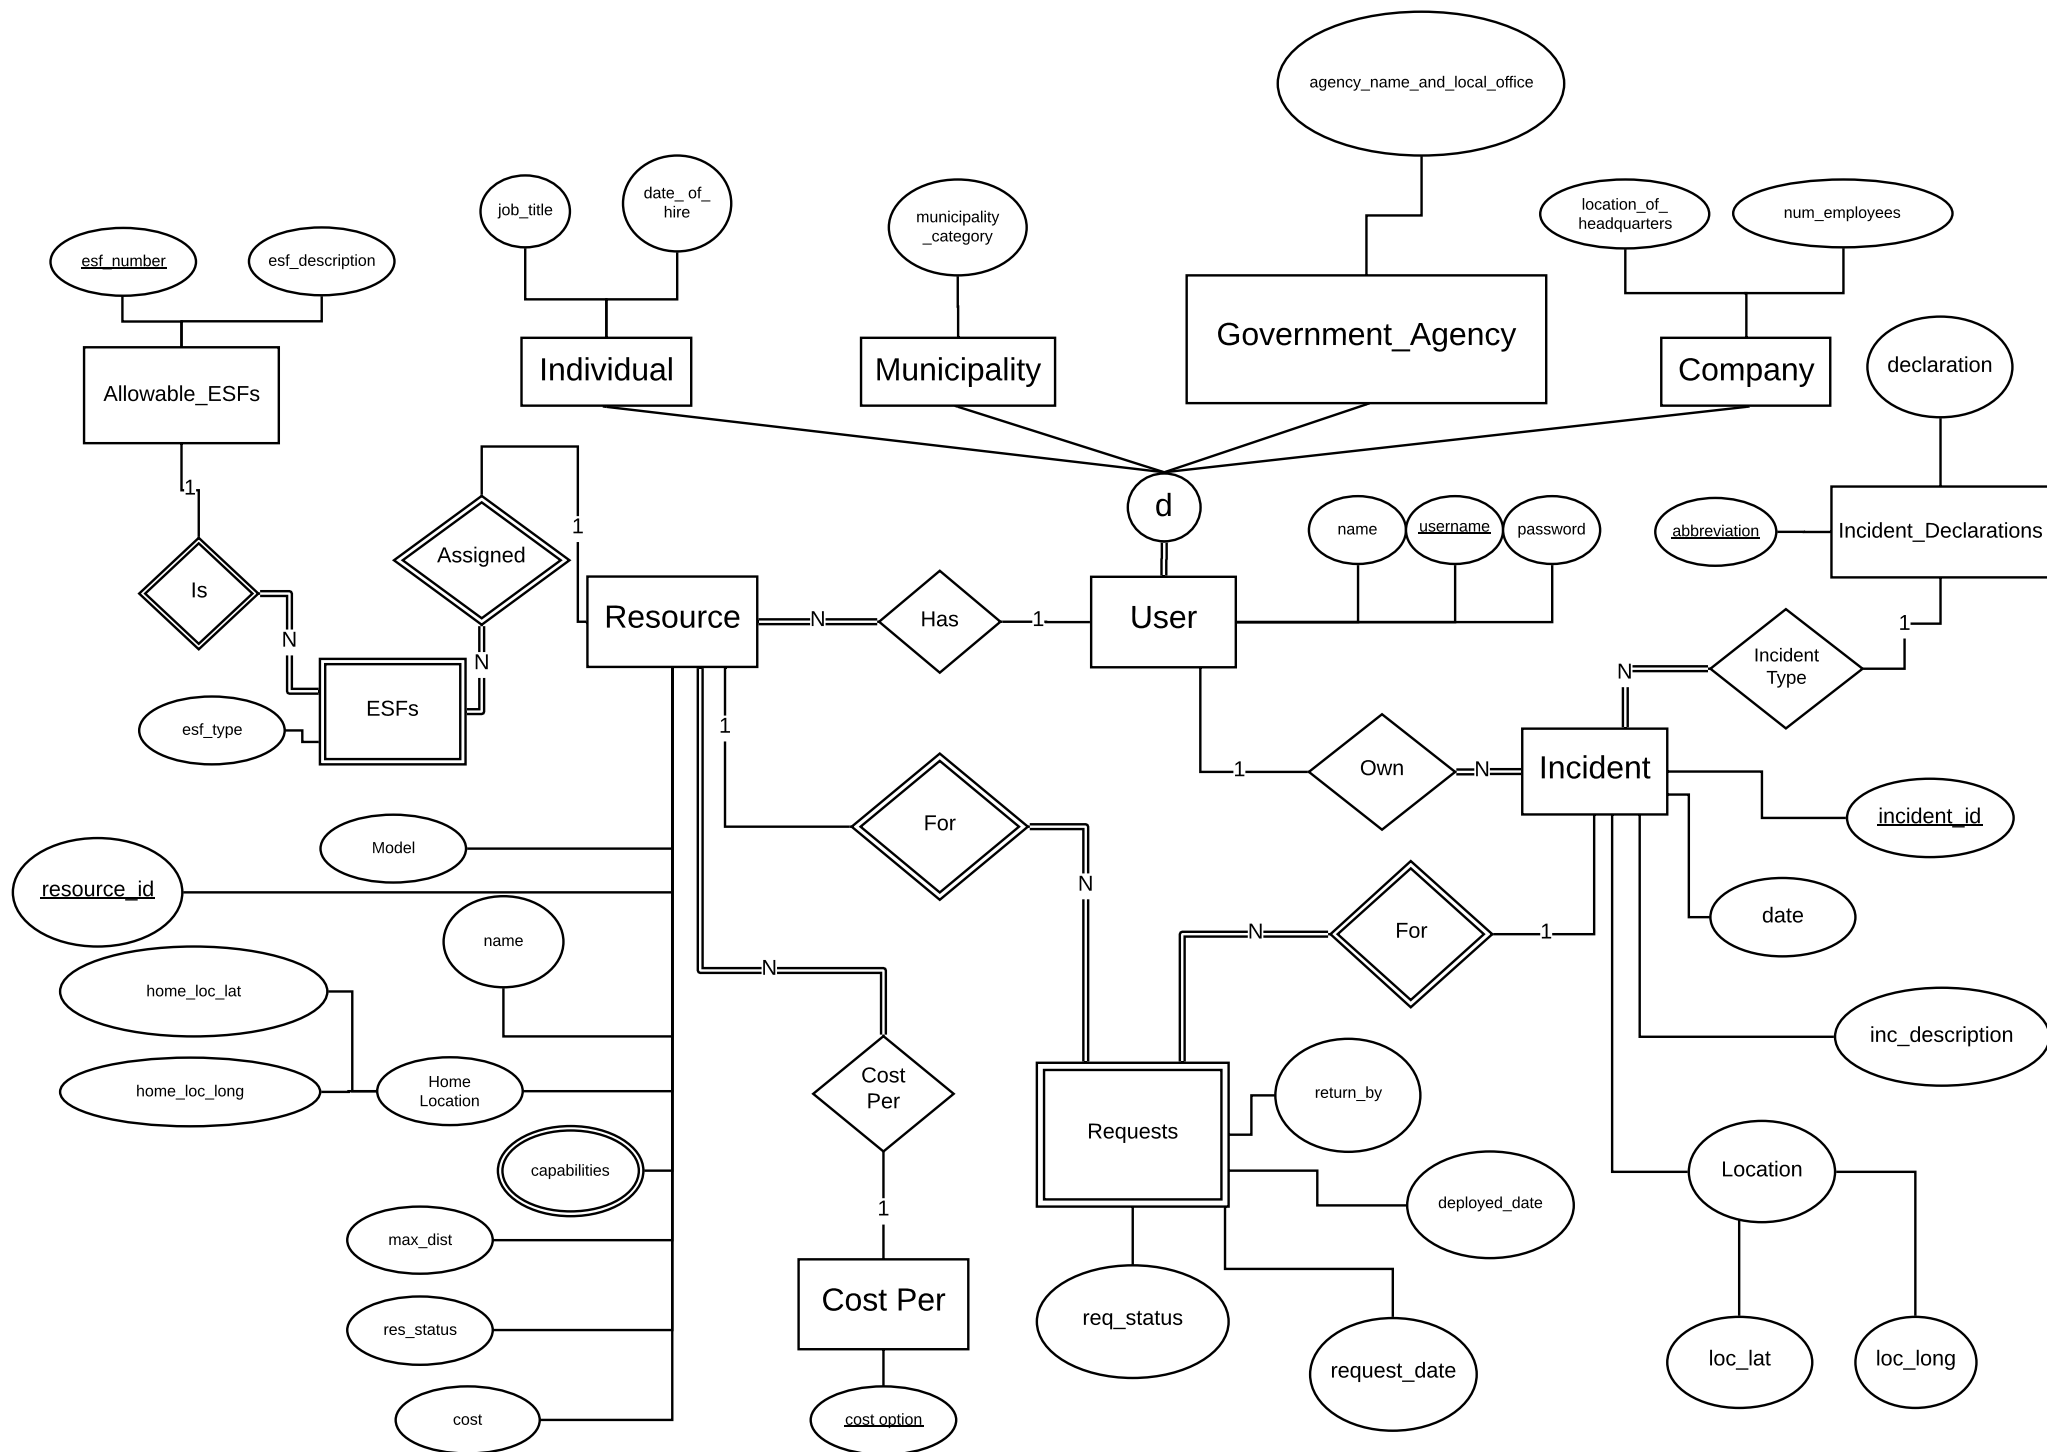 agency_name_and_local_office
job_title
date_ of_
hire
municipality
_category
location_of_
headquarters
num_employees
esf_number
esf_description
Allowable_ESFs
Individual
Municipality
Government_Agency
Company
declaration
1
Assigned
1
d
name
username
password
abbreviation
Incident_Declarations
Is
N
Resource
N
Has
1
User
1
N
Incident
Type
N
esf_type
ESFs
1
1
Own
N
Incident
Model
For
N
incident_id
resource_id
name
date
N
For
1
N
home_loc_lat
inc_description
home_loc_long
Home
Location
Cost
Per
return_by
Requests
capabilities
Location
deployed_date
1
max_dist
res_status
Cost Per
req_status
request_date
loc_lat
loc_long
cost
cost option